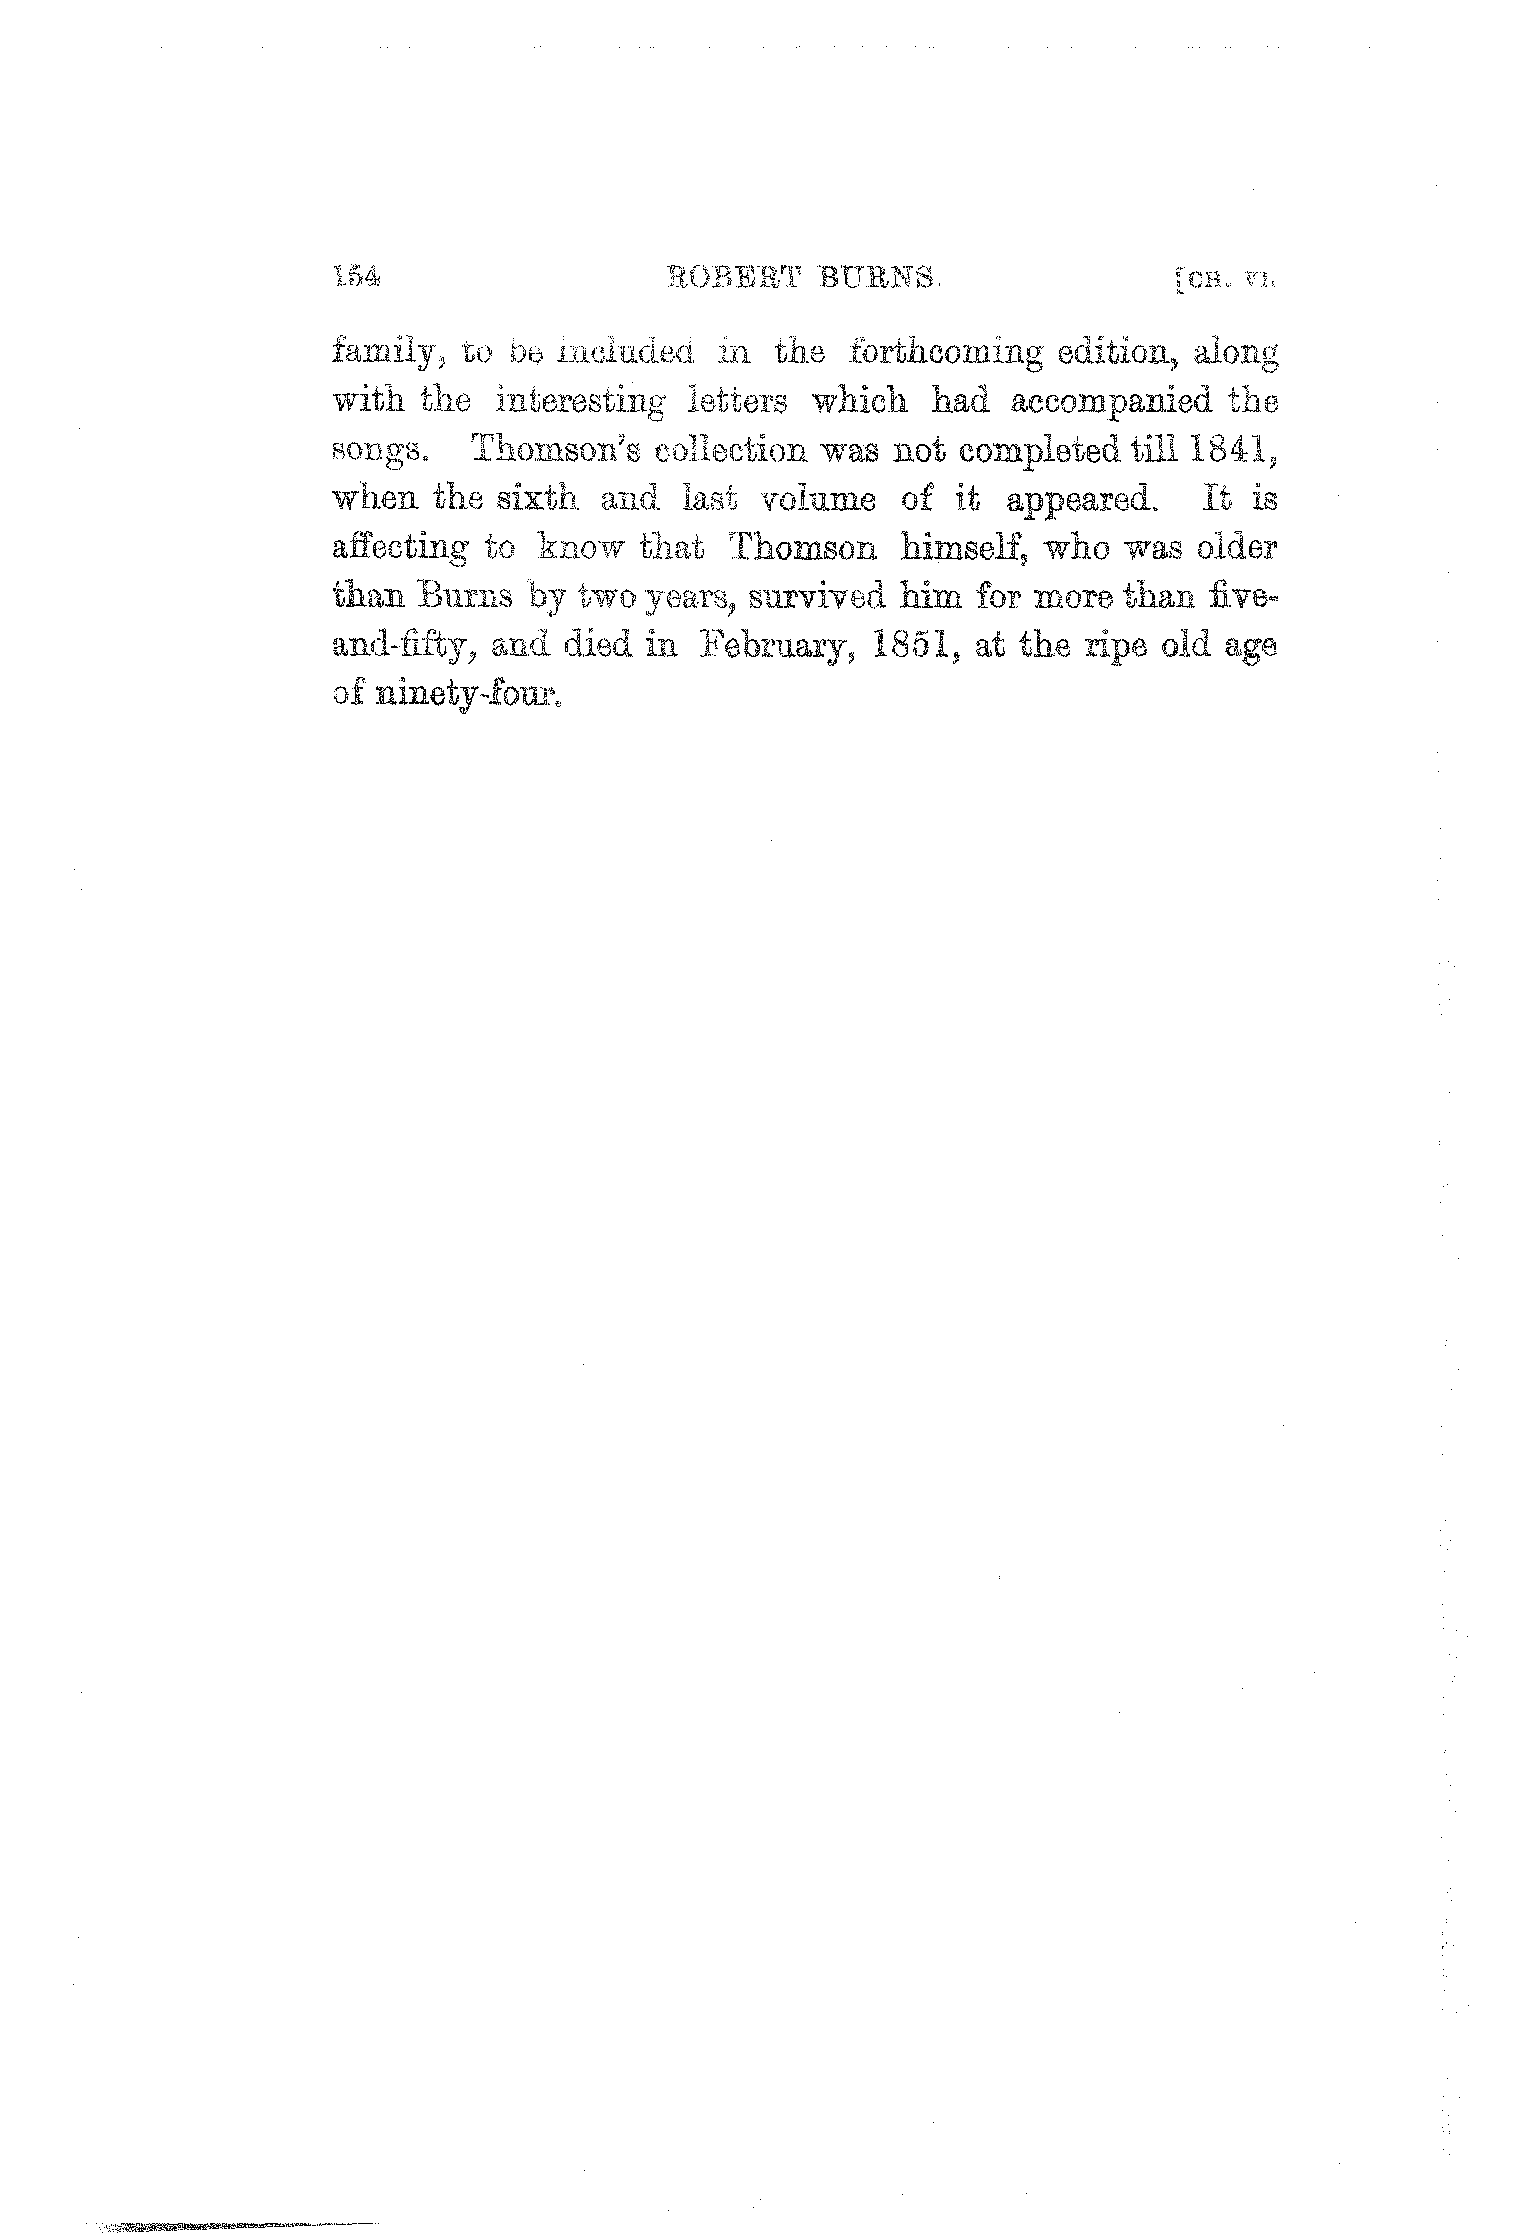 154 ROBERT BURNS. [CH. VI.
family, to be included in the forthcoming edition, along
with the interesting letters which had accompanied the
songs. Thomson's collection was not completed till 1841,
when the sixth and last volume of it appeared. It is
affecting to know that Thomson himself, who was older
than Burns by two years, survived him for more than five-
and-fifty, and died in February, 1851, at the ripe old age
of ninety-four.